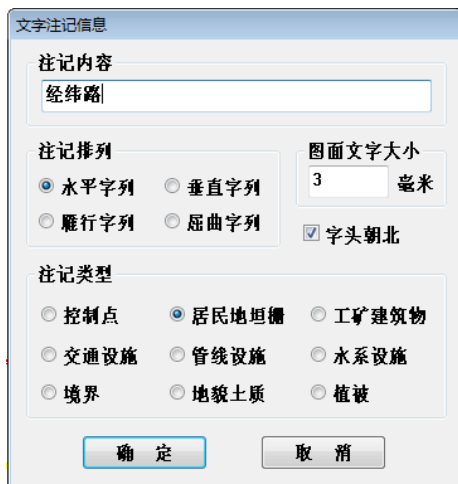 文字注记信息
注记内容
经纬路
注记排列
水平字列 垂直字列
雁行字列 屈曲字列
图面文字大小
3 毫米
字头朝北
注记类型
控制点 居民地垣栅 工矿建筑物
交通设施 管线设施 水系设施
境界 地貌土质 植被
确 定 取 消